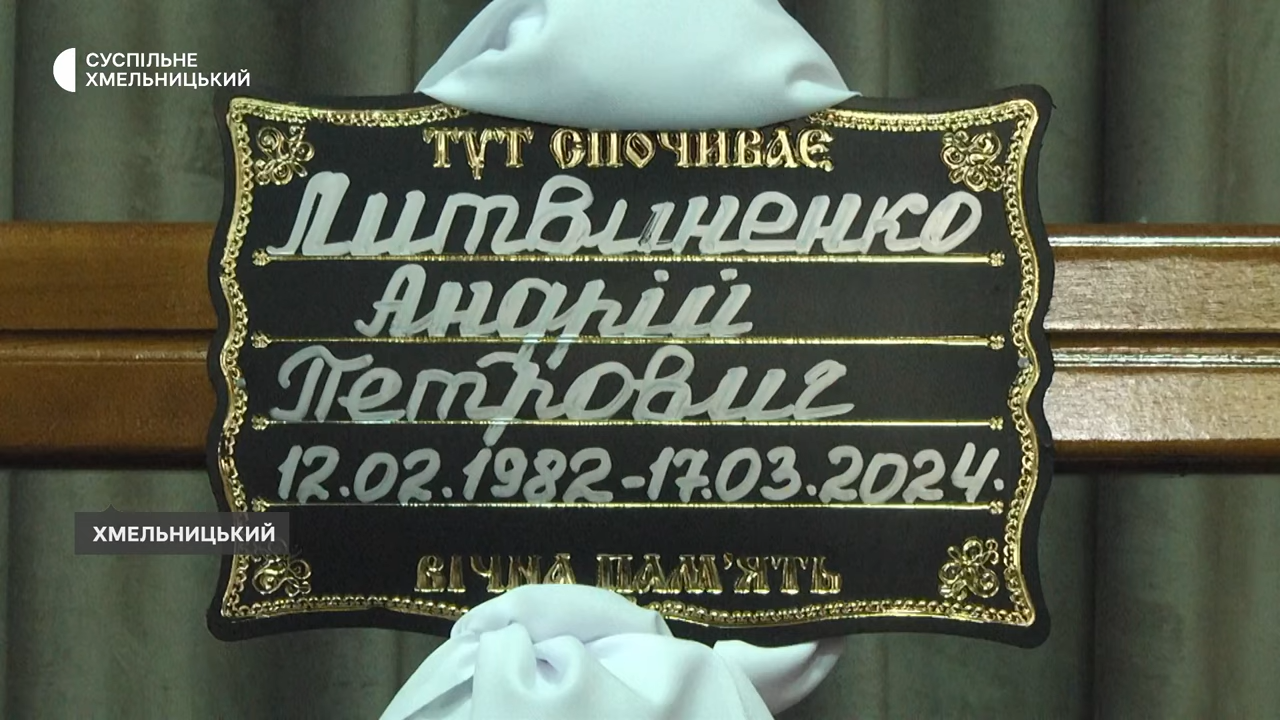 СУСПІЛЬНЕ
ХМЕЛЬНИЦЬКИЙ
ТУТ СПОЧИВАЄ
Литвиненко
Андрій
Петрович
12.02.1982-17.03.2024.
ХМЕЛЬНИЦЬКИЙ
ВІЧНА ПАМ'ЯТЬ